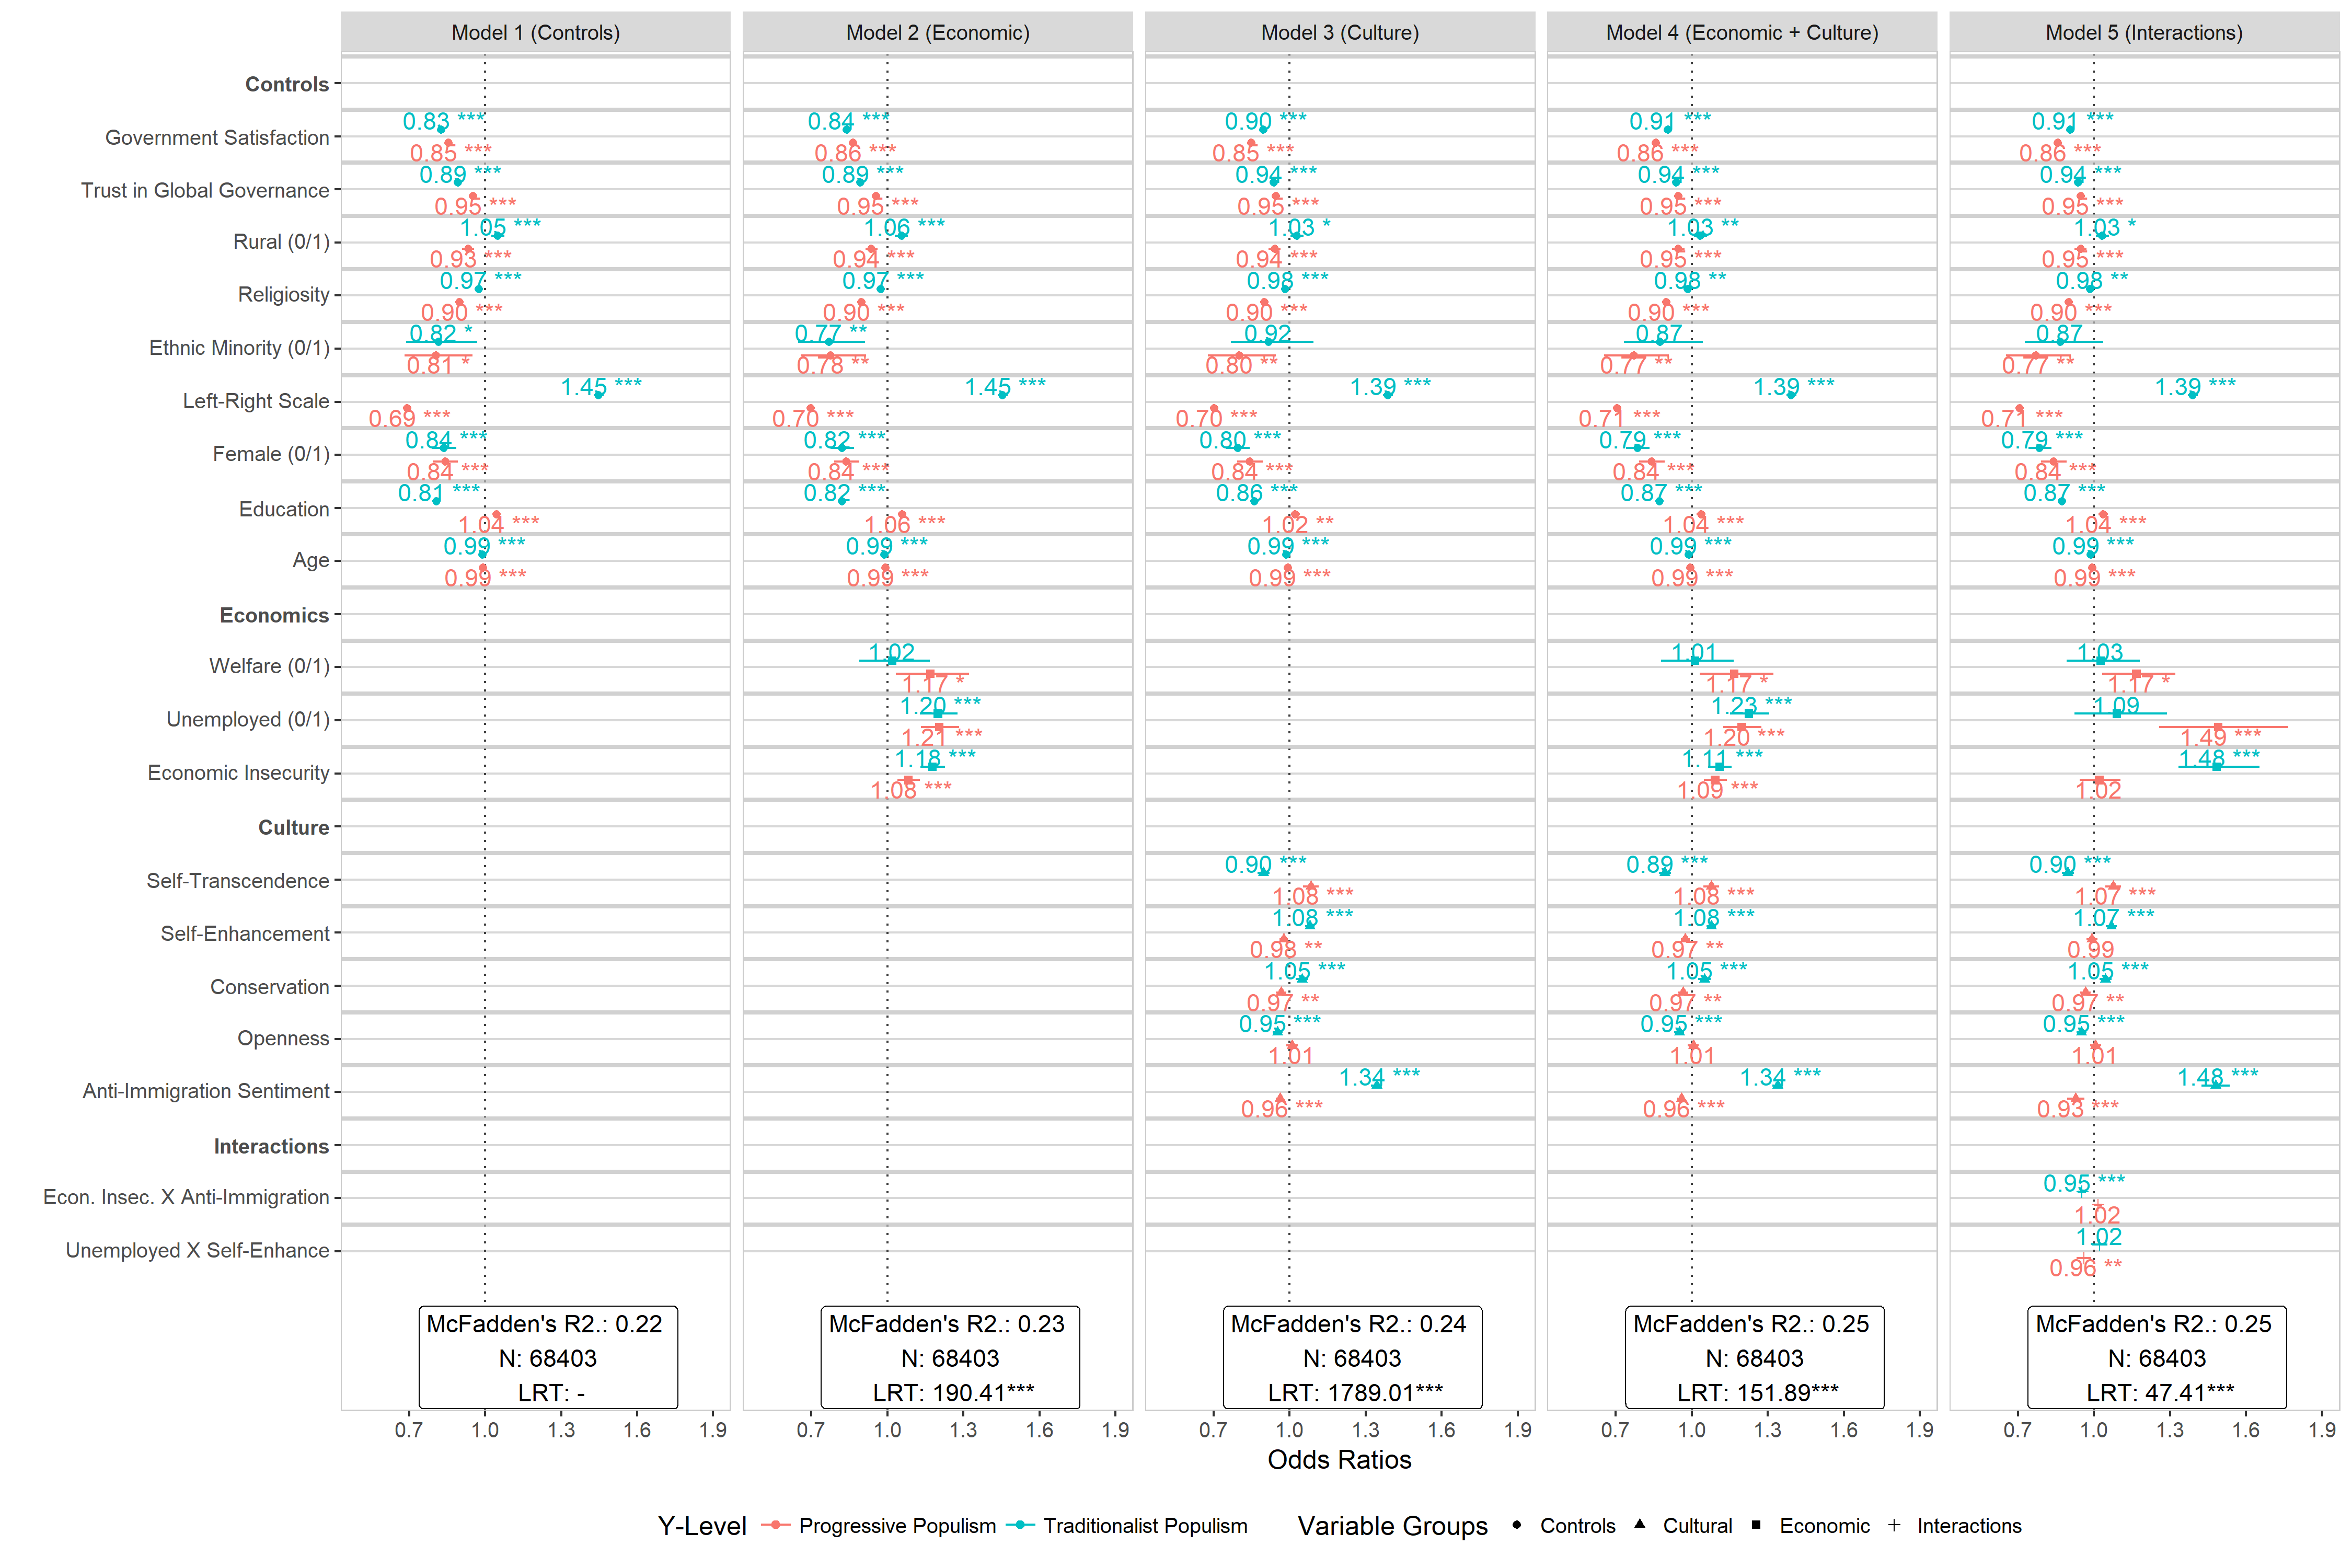 Model 1 (Controls) Model 2 (Economic) Model 3 (Culture) Model 4 (Economic + Culture) Model 5 (Interactions)
Controls
0.83 *** 0.84 *** 0.90 *** 0.91 *** 0.91 ***
Government Satisfaction
0.85 *** 0.86 *** 0.85 *** 0.86 *** 0.86 ***
0.89 *** 0.89 *** 0.94 *** 0.94 *** 0.94 ***
Trust in Global Governance
0.95 *** 0.95 *** 0.95 *** 0.95 *** 0.95 ***
1.05 *** 1.06 *** 1.03 * 1.03 ** 1.03 *
Rural (0/1)
0.93 *** 0.94 *** 0.94 *** 0.95 *** 0.95 ***
0.97 *** 0.97 *** 0.98 *** 0.98 ** 0.98 **
Religiosity
0.90 *** 0.90 *** 0.90 *** 0.90 *** 0.90 ***
0.82 * 0.77 ** 0.92 0.87 0.87
Ethnic Minority (0/1)
0.81 * 0.78 ** 0.80 ** 0.77 ** 0.77 **
1.45 *** 1.45 *** 1.39 *** 1.39 *** 1.39 ***
Left-Right Scale
0.69 *** 0.70 *** 0.70 *** 0.71 *** 0.71 ***
0.84 *** 0.82 *** 0.80 *** 0.79 *** 0.79 ***
Female (0/1)
0.84 *** 0.84 *** 0.84 *** 0.84 *** 0.84 ***
0.81 *** 0.82 *** 0.86 *** 0.87 *** 0.87 ***
Education
1.04 *** 1.06 *** 1.02 ** 1.04 *** 1.04 ***
0.99 *** 0.99 *** 0.99 *** 0.99 *** 0.99 ***
Age
0.99 *** 0.99 *** 0.99 *** 0.99 *** 0.99 ***
Economics
1.02 1.01 1.03
Welfare (0/1)
1.17 * 1.17 * 1.17 *
1.20 *** 1.23 *** 1.09
Unemployed (0/1)
1.21 *** 1.20 *** 1.49 ***
1.18 *** 1.11 *** 1.48 ***
Economic Insecurity
1.08 *** 1.09 *** 1.02
Culture
0.90 *** 0.89 *** 0.90 ***
Self-Transcendence
1.08 *** 1.08 *** 1.07 ***
1.08 *** 1.08 *** 1.07 ***
Self-Enhancement
0.98 ** 0.97 ** 0.99
1.05 *** 1.05 *** 1.05 ***
Conservation
0.97 ** 0.97 ** 0.97 **
0.95 *** 0.95 *** 0.95 ***
Openness
1.01 1.01 1.01
1.34 *** 1.34 *** 1.48 ***
Anti-Immigration Sentiment
0.96 *** 0.96 *** 0.93 ***
Interactions
0.95 ***
Econ. Insec. X Anti-Immigration
1.02
1.02
Unemployed X Self-Enhance
0.96 **
McFadden's R2.: 0.22 McFadden's R2.: 0.23 McFadden's R2.: 0.24 McFadden's R2.: 0.25 McFadden's R2.: 0.25
N: 68403 N: 68403 N: 68403 N: 68403 N: 68403
LRT: - LRT: 190.41*** LRT: 1789.01*** LRT: 151.89*** LRT: 47.41***
0.7 1.0 1.3 1.6 1.9 0.7 1.0 1.3 1.6 1.9 0.7 1.0 1.3 1.6 1.9 0.7 1.0 1.3 1.6 1.9 0.7 1.0 1.3 1.6 1.9
Odds Ratios
Y-Level Progressive Populism Traditionalist Populism Variable Groups Controls Cultural Economic Interactions